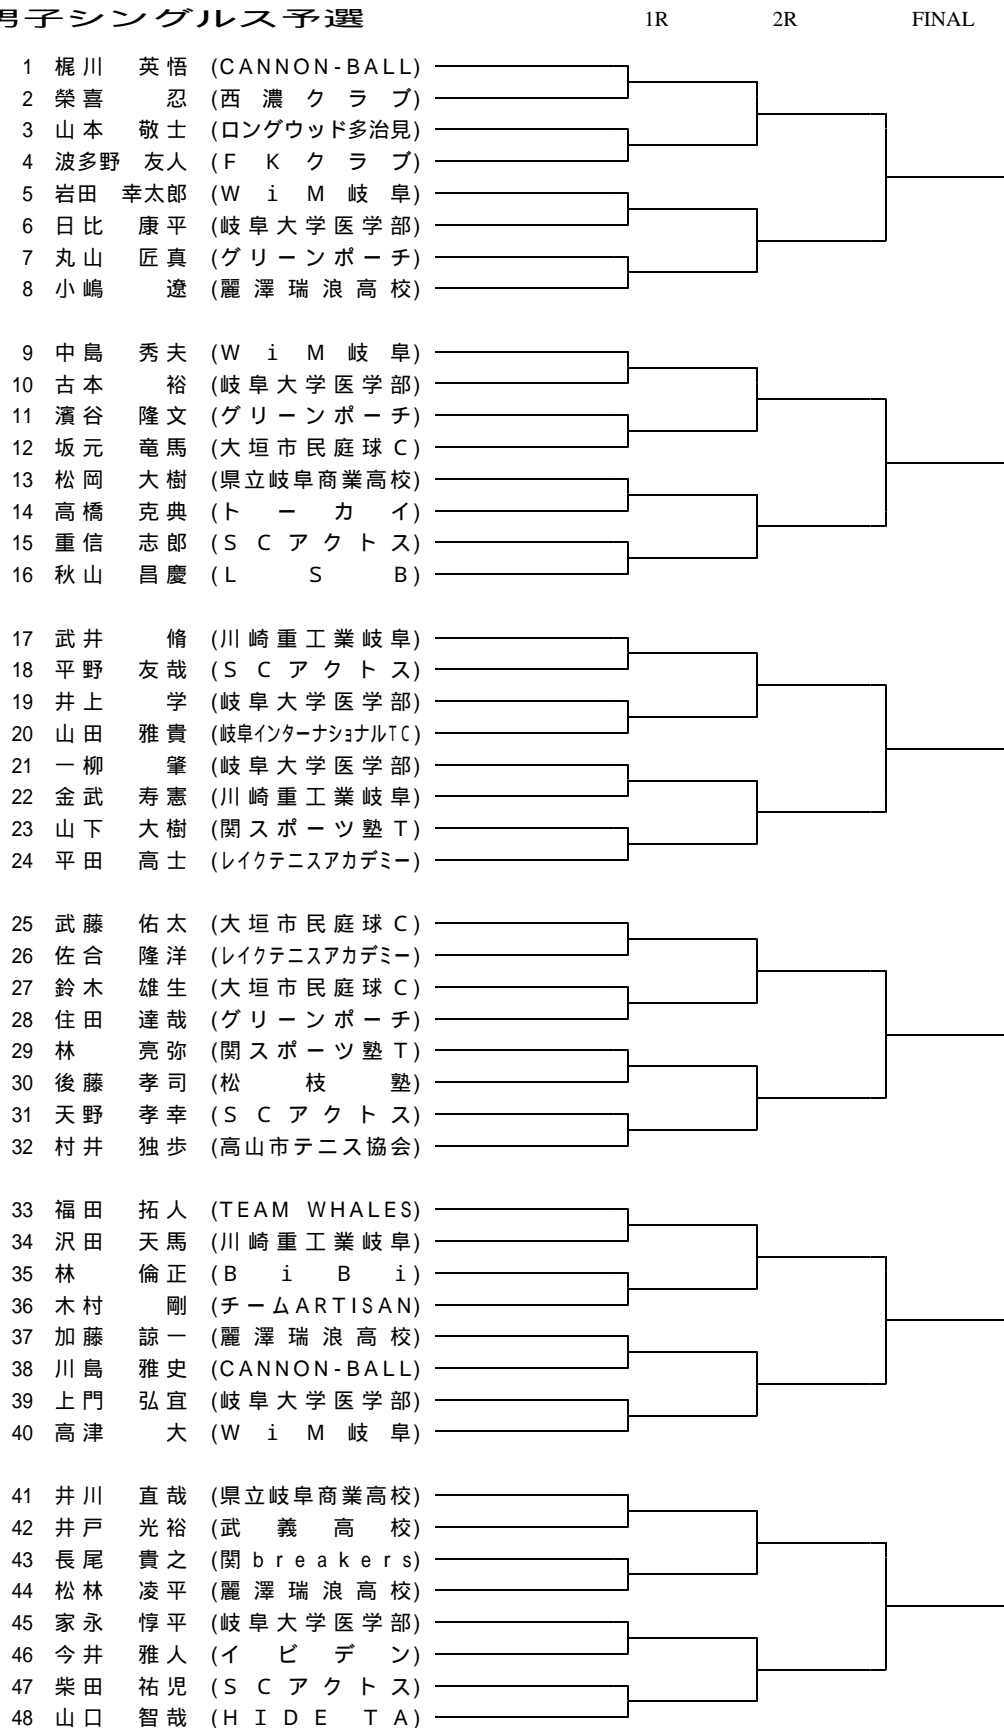 男子シングルス予選 1R 2R FINAL
1 梶川 英悟 (CANNON-BALL)
2 榮喜 忍 (西濃クラブ)
3 山本 敬士 (ロングウッド多治見)
4 波多野 友人 (FKクラブ)
5 岩田 幸太郎 (WiM岐阜)
6 日比 康平 (岐阜大学医学部)
7 丸山 匠真 (グリーンポーチ)
8 小嶋 遼 (麗澤瑞浪高校)
9 中島 秀夫 (WiM岐阜)
10 古本 裕 (岐阜大学医学部)
11 濱谷 隆文 (グリーンポーチ)
12 坂元 竜馬 (大垣市民庭球C)
13 松岡 大樹 (県立岐阜商業高校)
14 高橋 克典 (トーカイ)
15 重信 志郎 (SCアクトス)
16 秋山 昌慶 (LSB)
17 武井 脩 (川崎重工業岐阜)
18 平野 友哉 (SCアクトス)
19 井上 学 (岐阜大学医学部)
20 山田 雅貴 (岐阜インターナショナルTC)
21 一柳 肇 (岐阜大学医学部)
22 金武 寿憲 (川崎重工業岐阜)
23 山下 大樹 (関スポーツ塾T)
24 平田 高士 (レイクテニスアカデミー)
25 武藤 佑太 (大垣市民庭球C)
26 佐合 隆洋 (レイクテニスアカデミー)
27 鈴木 雄生 (大垣市民庭球C)
28 住田 達哉 (グリーンポーチ)
29 林 亮弥 (関スポーツ塾T)
30 後藤 孝司 (松枝塾)
31 天野 孝幸 (SCアクトス)
32 村井 独歩 (高山市テニス協会)
33 福田 拓人 (TEAM WHALES)
34 沢田 天馬 (川崎重工業岐阜)
35 林 倫正 (BiBi)
36 木村 剛 (チームARTISAN)
37 加藤 諒一 (麗澤瑞浪高校)
38 川島 雅史 (CANNON-BALL)
39 上門 弘宜 (岐阜大学医学部)
40 高津 大 (WiM岐阜)
41 井川 直哉 (県立岐阜商業高校)
42 井戸 光裕 (武義高校)
43 長尾 貴之 (関breakers)
44 松林 凌平 (麗澤瑞浪高校)
45 家永 惇平 (岐阜大学医学部)
46 今井 雅人 (イビデン)
47 柴田 祐児 (SCアクトス)
48 山口 智哉 (HIDE TA)